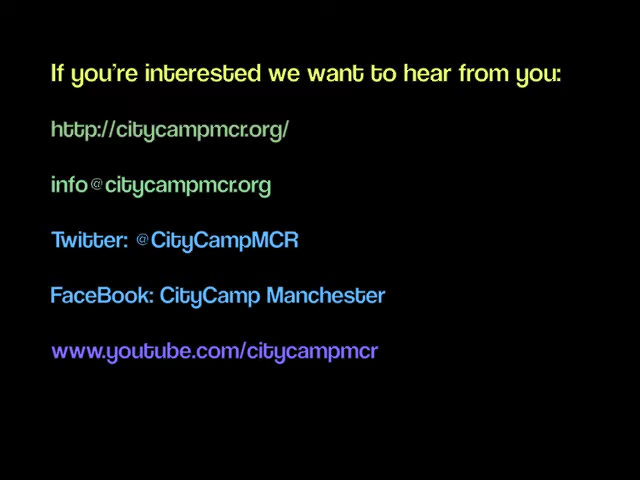 If you're interested we want to hear from you:
http://citycampmcr.org/
info@citycampmcr.org
Twitter: @CityCampMCR
FaceBook: CityCamp Manchester
www.youtube.com/citycampmcr